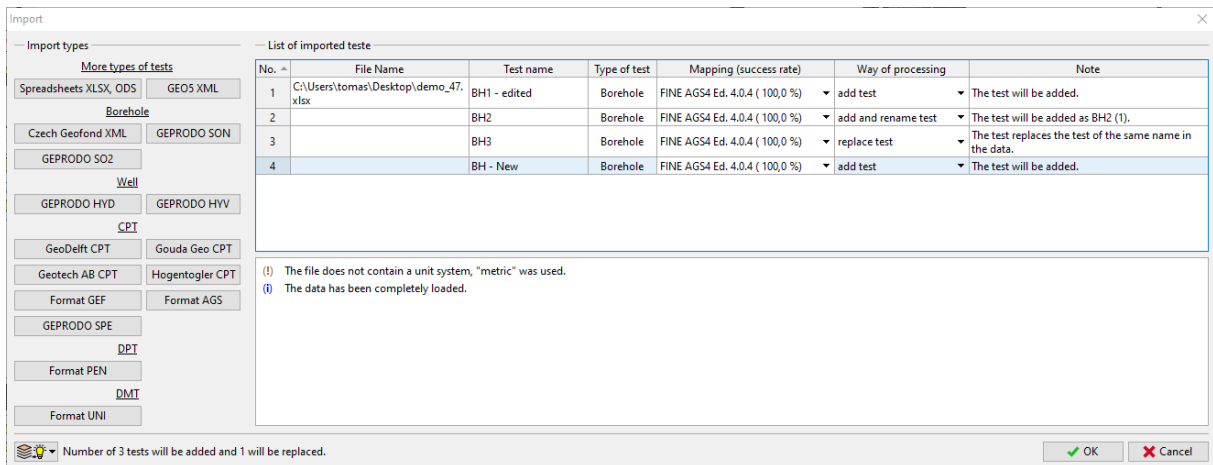 Import
Import types
More types of tests
Spreadsheets XLSX, ODS
GEO5 XML
Borehole
Czech Geofond XML
GEPRODO SON
GEPRODO SO2
Well
GEPRODO HYD
GEPRODO HYV
CPT
GeoDelft CPT
Gouda Geo CPT
Geotech AB CPT
Hogentogler CPT
Format GEF
Format AGS
GEPRODO SPE
DPT
Format PEN
DMT
Format UNI
List of imported teste
No. File Name Test name Type of test Mapping (success rate) Way of processing Note
1 C:\Users\tomas\Desktop\demo_47.
xlsx
BH1 - edited Borehole FINE AGS4 Ed. 4.0.4 ( 100,0 %) add test The test will be added.
2 BH2 Borehole FINE AGS4 Ed. 4.0.4 ( 100,0 %) add and rename test The test will be added as BH2 (1).
3 BH3 Borehole FINE AGS4 Ed. 4.0.4 ( 100,0 %) replace test The test replaces the test of the same name in
the data.
4 BH - New Borehole FINE AGS4 Ed. 4.0.4 ( 100,0 %) add test The test will be added.
(!) The file does not contain a unit system, "metric" was used.
(i) The data has been completely loaded.
Number of 3 tests will be added and 1 will be replaced.
OK
Cancel